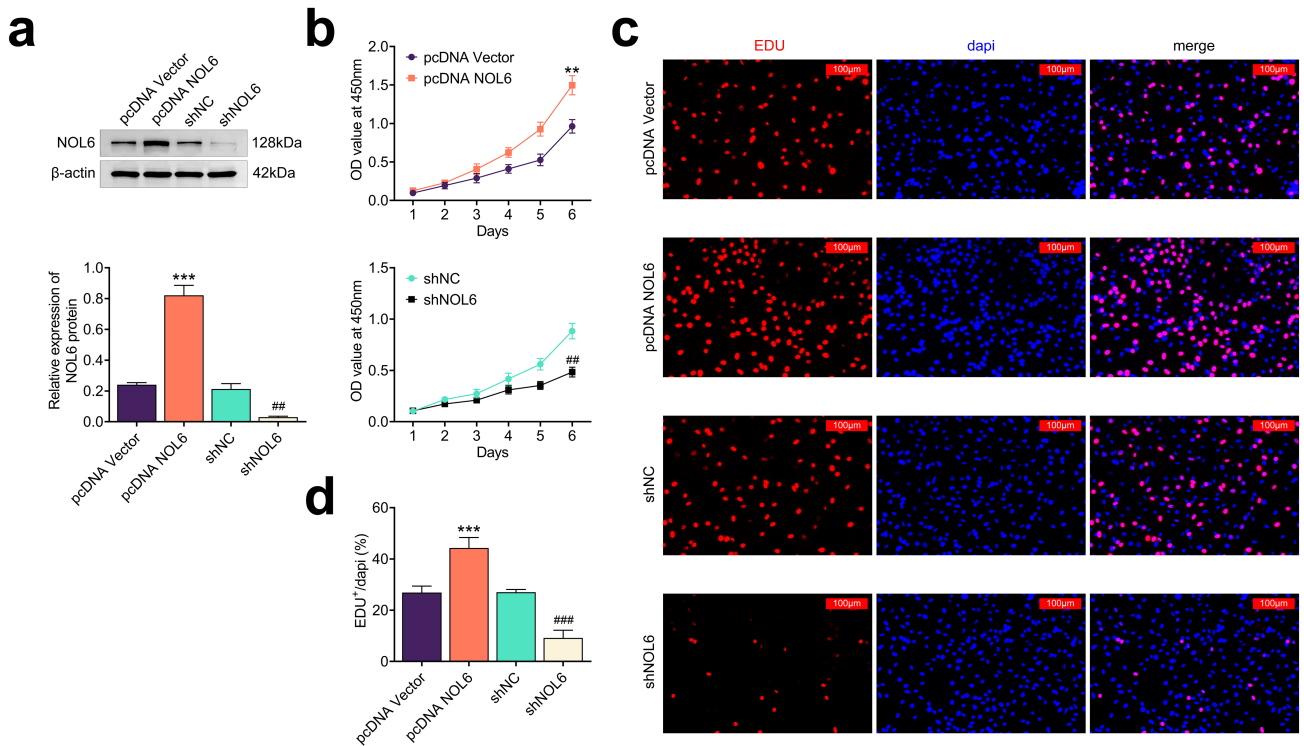 a
pcDNA Vector
pcDNA NOL6
shNC
shNOL6
NOL6
128kDa
β-actin
42kDa
Relative expression of
NOL6 protein
1.0
0.8
0.6
0.4
0.2
0.0
***
##
pcDNA Vector
pcDNA NOL6
shNC
shNOL6
b
OD value at 450nm
2.0
1.5
1.0
0.5
0.0
pcDNA Vector
pcDNA NOL6
**
1 2 3 4 5 6
Days
OD value at 450nm
1.5
1.0
0.5
0.0
shNC
shNOL6
##
1 2 3 4 5 6
Days
c
EDU dapi merge
pcDNA Vector
100μm 100μm 100μm
pcDNA NOL6
100μm 100μm 100μm
shNC
100μm 100μm 100μm
shNOL6
100μm 100μm 100μm
d
EDU+/dapi (%)
60
40
20
0
***
###
pcDNA Vector
pcDNA NOL6
shNC
shNOL6